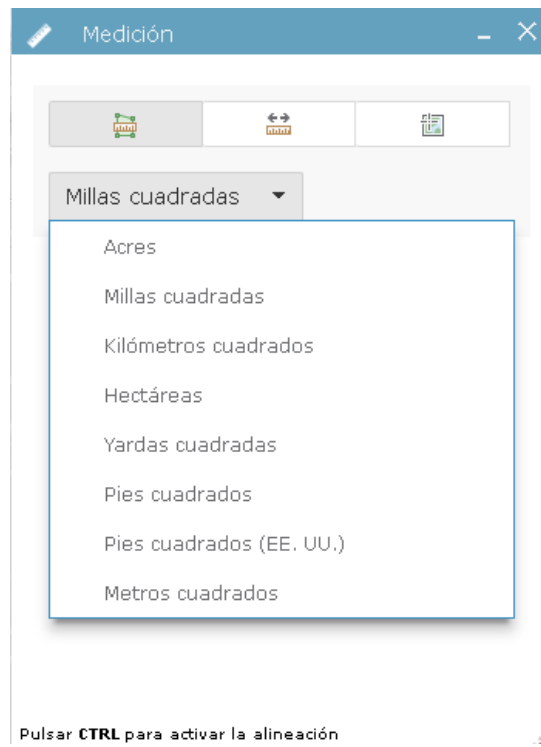 Medición
Millas cuadradas
Acres
Millas cuadradas
Kilómetros cuadrados
Hectáreas
Yardas cuadradas
Pies cuadrados
Pies cuadrados (EE. UU.)
Metros cuadrados
Pulsar CTRL para activar la alineación